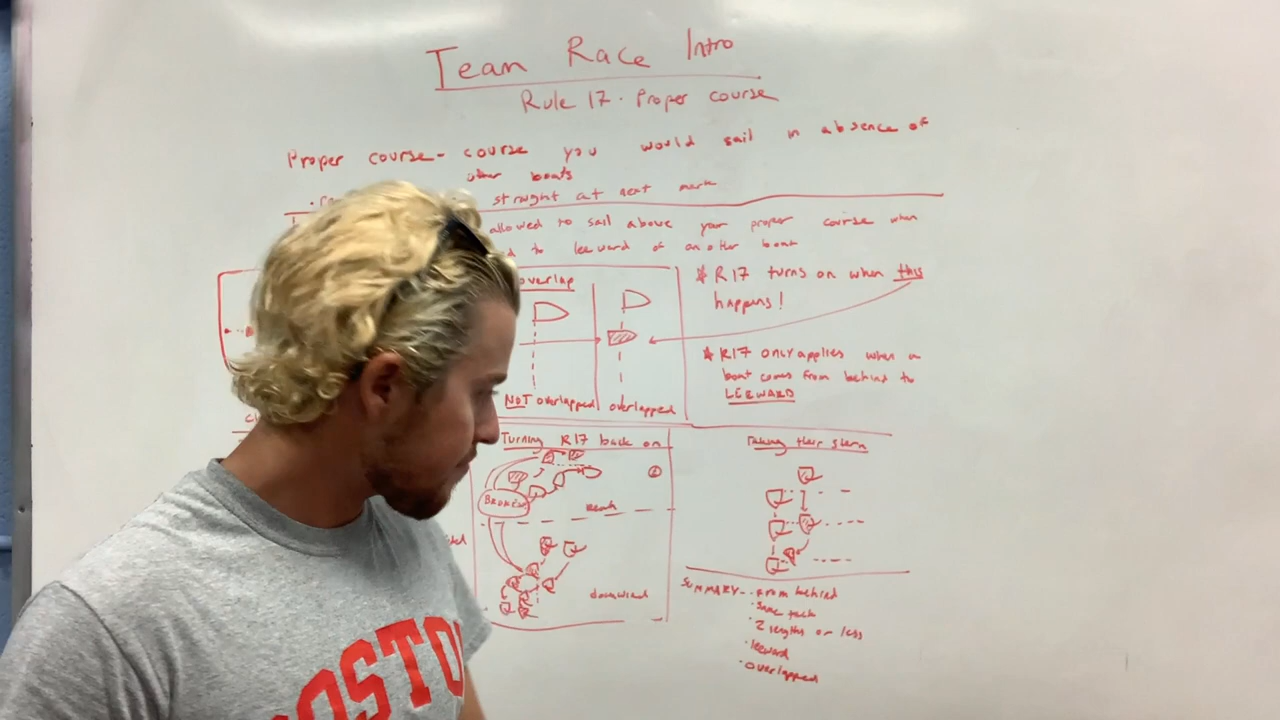 Team Race Intro
Rule 17. Proper course
Proper course - course you would sail in absence of
other boats
straight at next mark
allowed to sail above your proper course when
to leeward of another boat
overlap
* R17 turns on when this
happens!
* R17 only applies when a
boat comes from behind to
LEEWARD
NOT overlapped
overlapped
Turning R17 back on
Taking their stern
2
BROKEN
Reach
downwind
SUMMARY - . From behind
. Same tack
. 2 lengths or less
. leeward
. overlapped
BOSTON